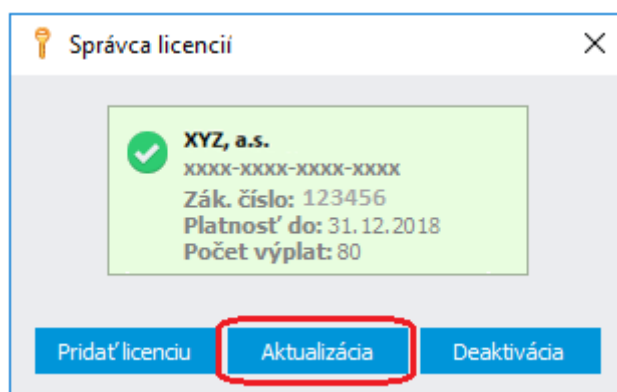 Správca licencií
XYZ, a.s.
xxxx-xxxx-xxxx-xxxx
Zák. číslo: 123456
Platnosť do: 31.12.2018
Počet výplat: 80
Pridať licenciu Aktualizácia Deaktivácia